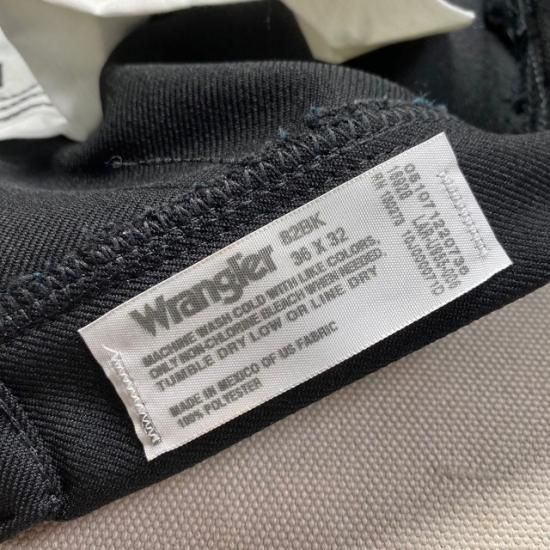 Wrangler
82BK
36 X 32
MACHINE WASH COLD WITH LIKE COLORS,
ONLY NON-CHLORINE BLEACH WHEN NEEDED,
TUMBLE DRY LOW OR LINE DRY
MADE IN MEXICO OF US FABRIC
100% POLYESTER